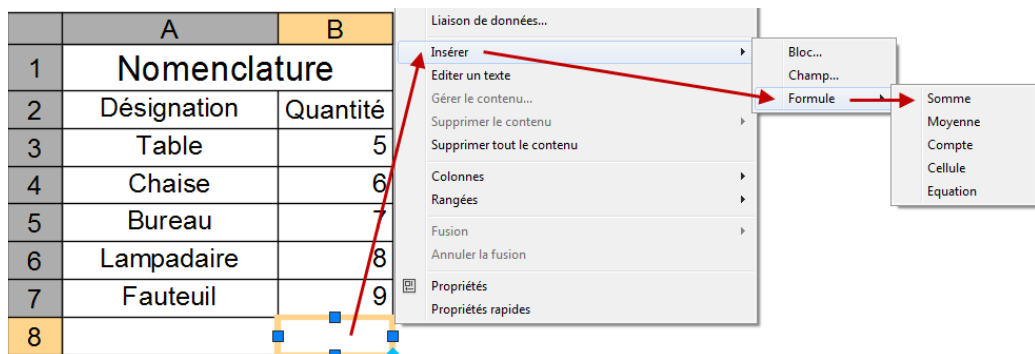 A B
1 Nomenclature
2 Désignation Quantité
3 Table 5
4 Chaise 6
5 Bureau 7
6 Lampadaire 8
7 Fauteuil 9
8
Liaison de données...
Insérer
Editer un texte
Gérer le contenu...
Supprimer le contenu
Supprimer tout le contenu
Colonnes
Rangées
Fusion
Annuler la fusion
Propriétés
Propriétés rapides
Bloc...
Champ...
Formule
Somme
Moyenne
Compte
Cellule
Equation